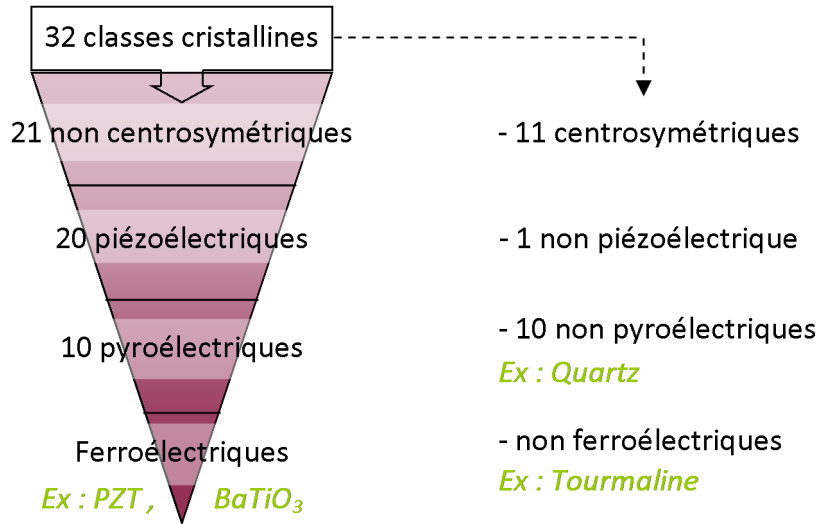 32 classes cristallines
21 non centrosymétriques
- 11 centrosymétriques
20 piézoélectriques
- 1 non piézoélectrique
10 pyroélectriques
- 10 non pyroélectriques
Ex : Quartz
Ferroélectriques
- non ferroélectriques
Ex : PZT , BaTiO₃
Ex : Tourmaline